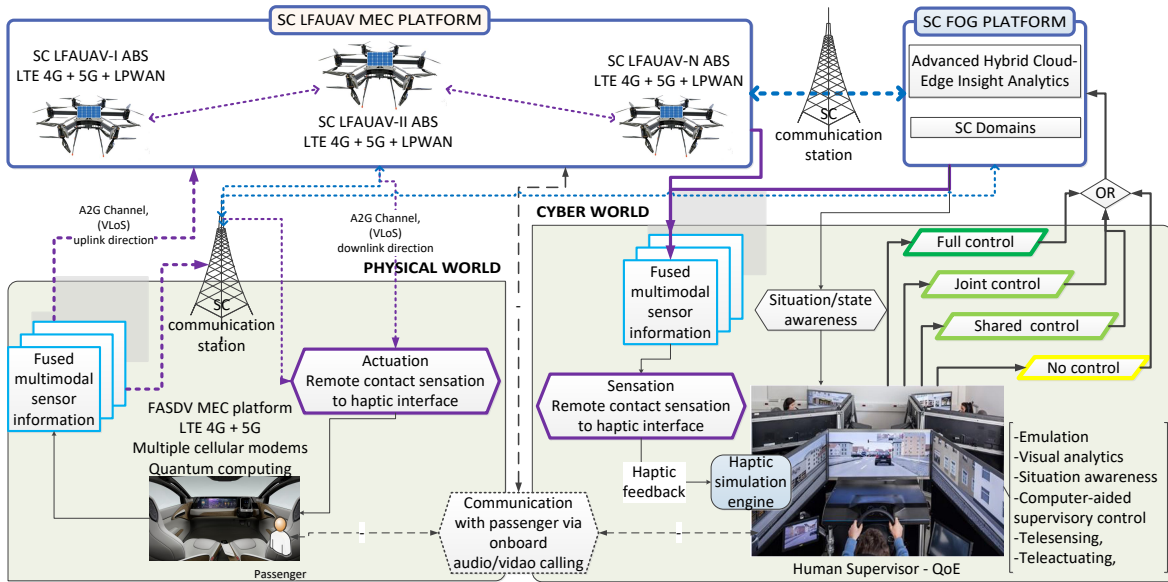 SC LFAUAV MEC PLATFORM
SC LFAUAV-I ABS
LTE 4G + 5G + LPWAN
SC LFAUAV-II ABS
LTE 4G + 5G + LPWAN
SC LFAUAV-N ABS
LTE 4G + 5G + LPWAN
SC
communication
station
SC FOG PLATFORM
Advanced Hybrid Cloud-
Edge Insight Analytics
SC Domains
OR
A2G Channel,
(VLoS)
uplink direction
A2G Channel,
(VLoS)
downlink direction
PHYSICAL WORLD
SC
communication
station
Fused
multimodal
sensor
information
Actuation
Remote contact sensation
to haptic interface
FASDV MEC platform
LTE 4G + 5G
Multiple cellular modems
Quantum computing
Passenger
Communication
with passenger via
onboard
audio/vidao calling
CYBER WORLD
Fused
multimodal
sensor
information
Sensation
Remote contact sensation
to haptic interface
Haptic
feedback
Haptic
simulation
engine
Situation/state
awareness
Full control
Joint control
Shared control
No control
Human Supervisor - QoE
-Emulation
-Visual analytics
-Situation awareness
-Computer-aided
supervisory control
-Telesensing,
-Teleactuating,